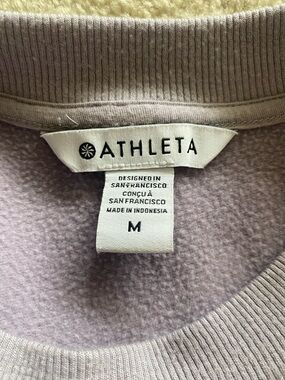 ATHLETA
DESIGNED IN
SAN FRANCISCO
CONÇU À
SAN FRANCISCO
MADE IN INDONESIA
M